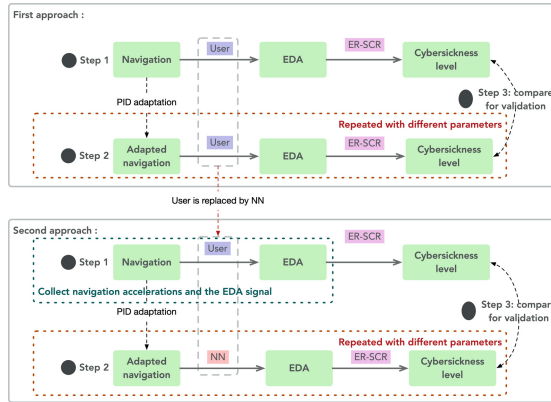 First approach :
Step 1
Navigation
User
EDA
ER-SCR
Cybersickness
level
PID adaptation
Step 3: compare
for validation
Repeated with different parameters
Step 2
Adapted
navigation
User
EDA
ER-SCR
Cybersickness
level
User is replaced by NN
Second approach :
Step 1
Navigation
User
EDA
ER-SCR
Cybersickness
level
Collect navigation accelerations and the EDA signal
PID adaptation
Step 3: compare
for validation
Repeated with different parameters
Step 2
Adapted
navigation
NN
EDA
ER-SCR
Cybersickness
level